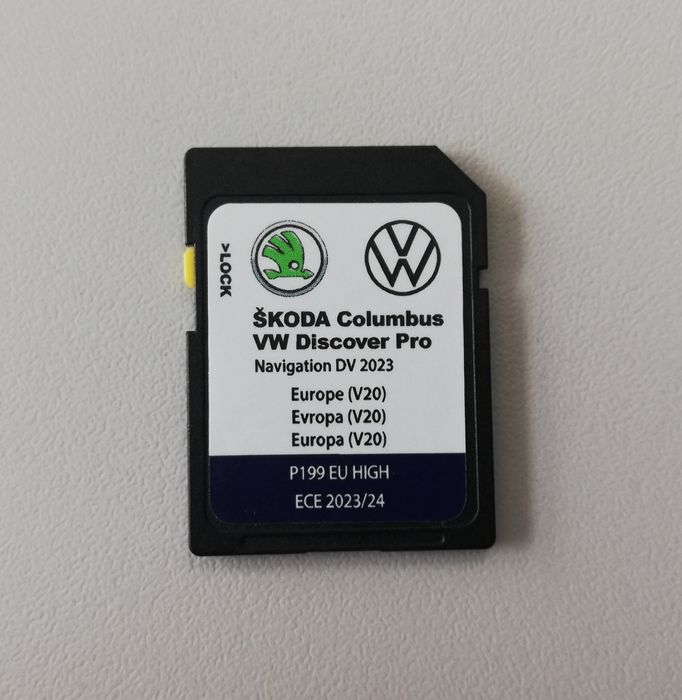 >LOCK
ŠKODA Columbus
VW Discover Pro
Navigation DV 2023
Europe (V20)
Evropa (V20)
Europa (V20)
P199 EU HIGH
ECE 2023/24